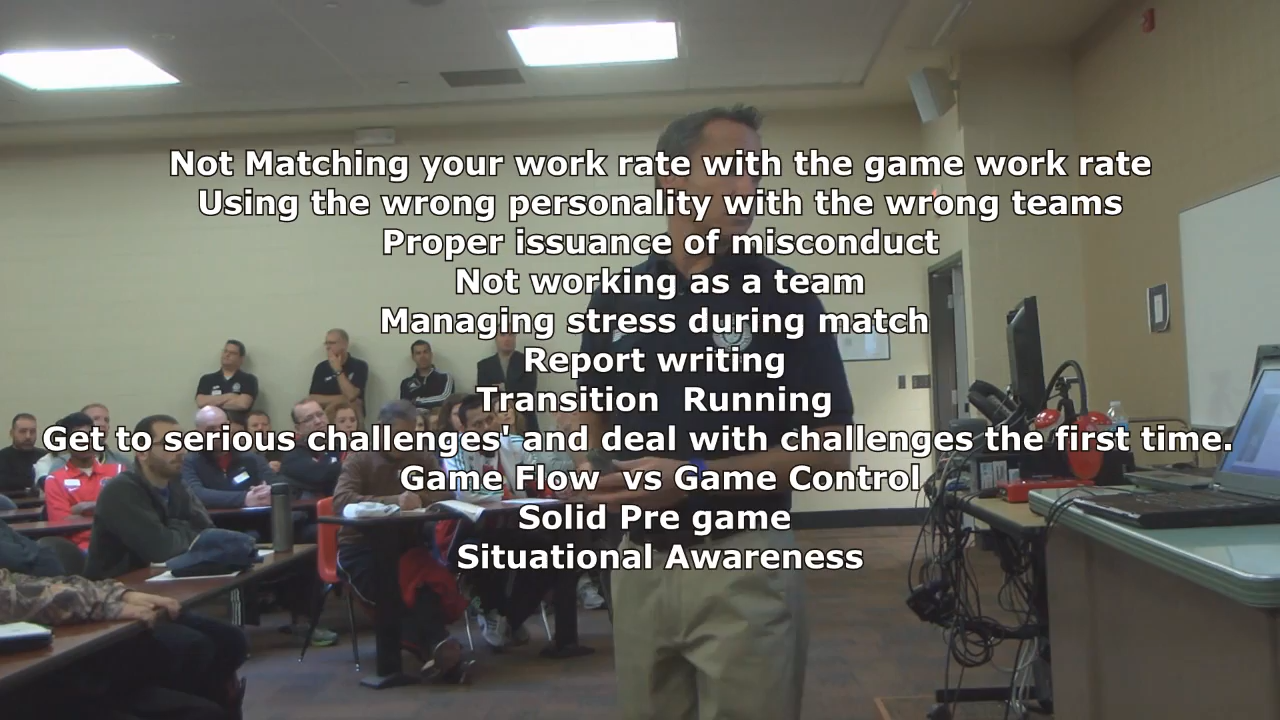 Not Matching your work rate with the game work rate
Using the wrong personality with the wrong teams
Proper issuance of misconduct
Not working as a team
Managing stress during match
Report writing
Transition  Running
Get to serious challenges' and deal with challenges the first time.
Game Flow  vs Game Control
Solid Pre game
Situational Awareness